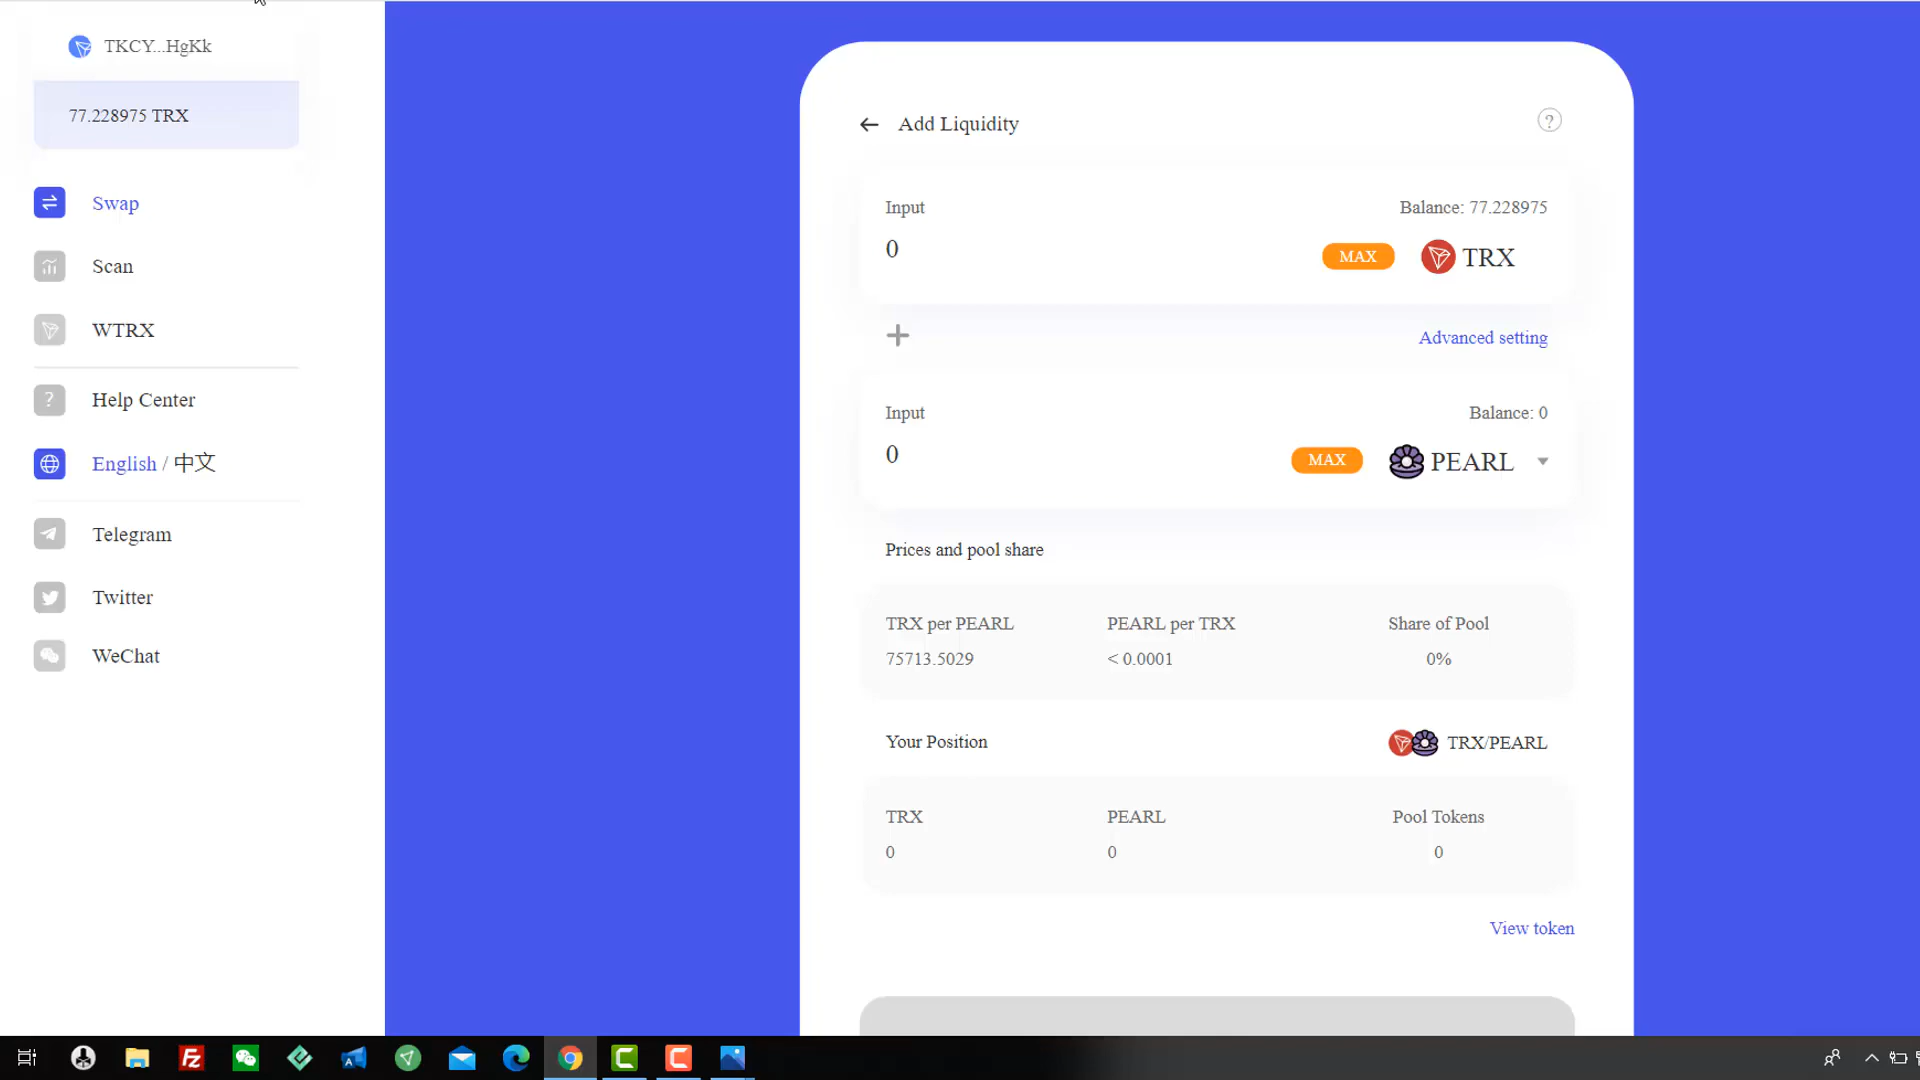 TKCY...HgKk
77.228975 TRX
Swap
Scan
WTRX
Help Center
English / 中文
Telegram
Twitter
WeChat
Add Liquidity
?
Input
Balance: 77.228975
0
MAX
TRX
Advanced setting
Input
Balance: 0
0
MAX
PEARL
Prices and pool share
TRX per PEARL
PEARL per TRX
Share of Pool
75713.5029
< 0.0001
0%
Your Position
TRX/PEARL
TRX
PEARL
Pool Tokens
0
0
0
View token